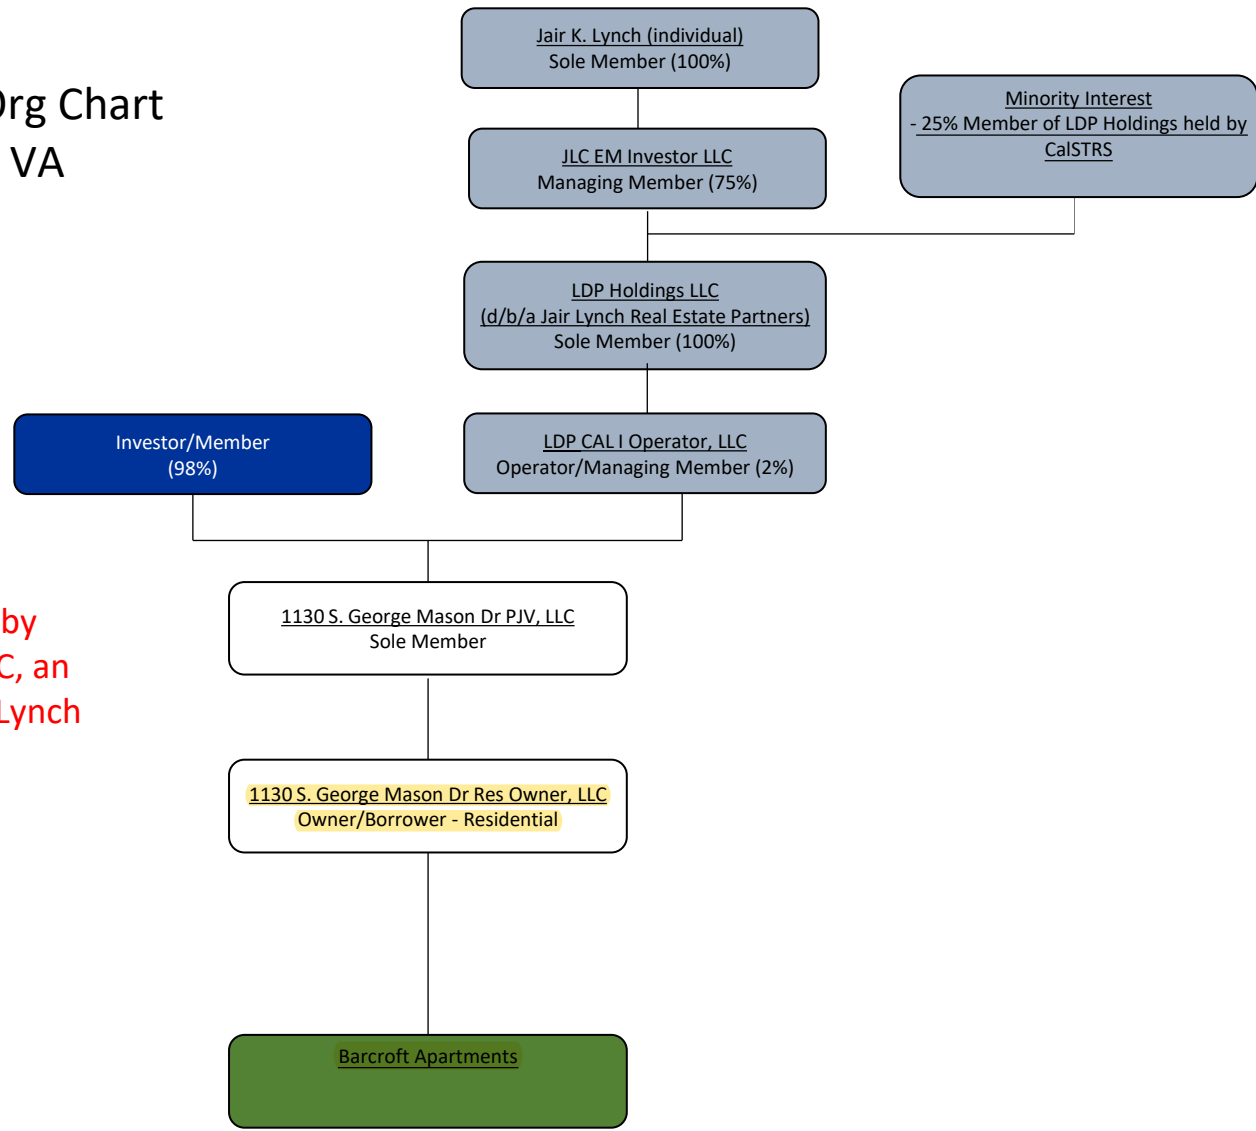 Jair K. Lynch (individual)
Sole Member (100%)
Org Chart
VA
Minority Interest
- 25% Member of LDP Holdings held by
CalSTRS
JLC EM Investor LLC
Managing Member (75%)
LDP Holdings LLC
(d/b/a Jair Lynch Real Estate Partners)
Sole Member (100%)
Investor/Member
(98%)
LDP CAL I Operator, LLC
Operator/Managing Member (2%)
1130 S. George Mason Dr PJV, LLC
Sole Member
by
C, an
Lynch
1130 S. George Mason Dr Res Owner, LLC
Owner/Borrower - Residential
Barcroft Apartments